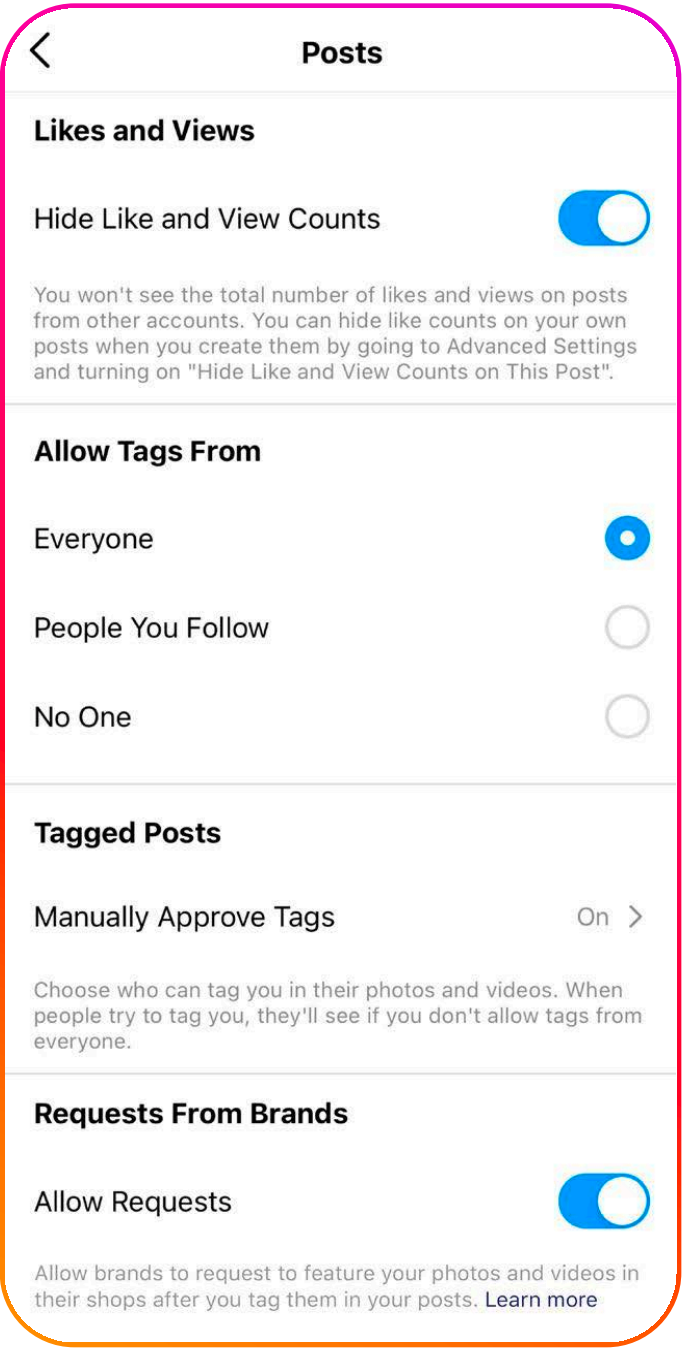 Posts
Likes and Views
Hide Like and View Counts
You won't see the total number of likes and views on posts
from other accounts. You can hide like counts on your own
posts when you create them by going to Advanced Settings
and turning on "Hide Like and View Counts on This Post".
Allow Tags From
Everyone
People You Follow
No One
Tagged Posts
Manually Approve Tags On
Choose who can tag you in their photos and videos. When
people try to tag you, they'll see if you don't allow tags from
everyone.
Requests From Brands
Allow Requests
Allow brands to request to feature your photos and videos in
their shops after you tag them in your posts. Learn more